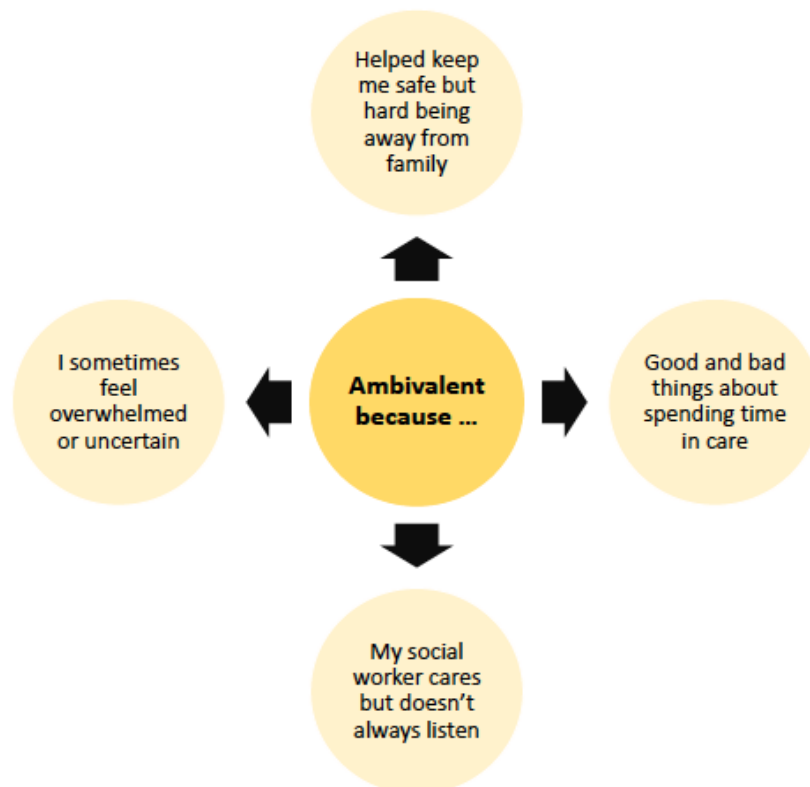 Helped keep
me safe but
hard being
away from
family
I sometimes
feel
overwhelmed
or uncertain
Ambivalent
because ...
Good and bad
things about
spending time
in care
My social
worker cares
but doesn’t
always listen